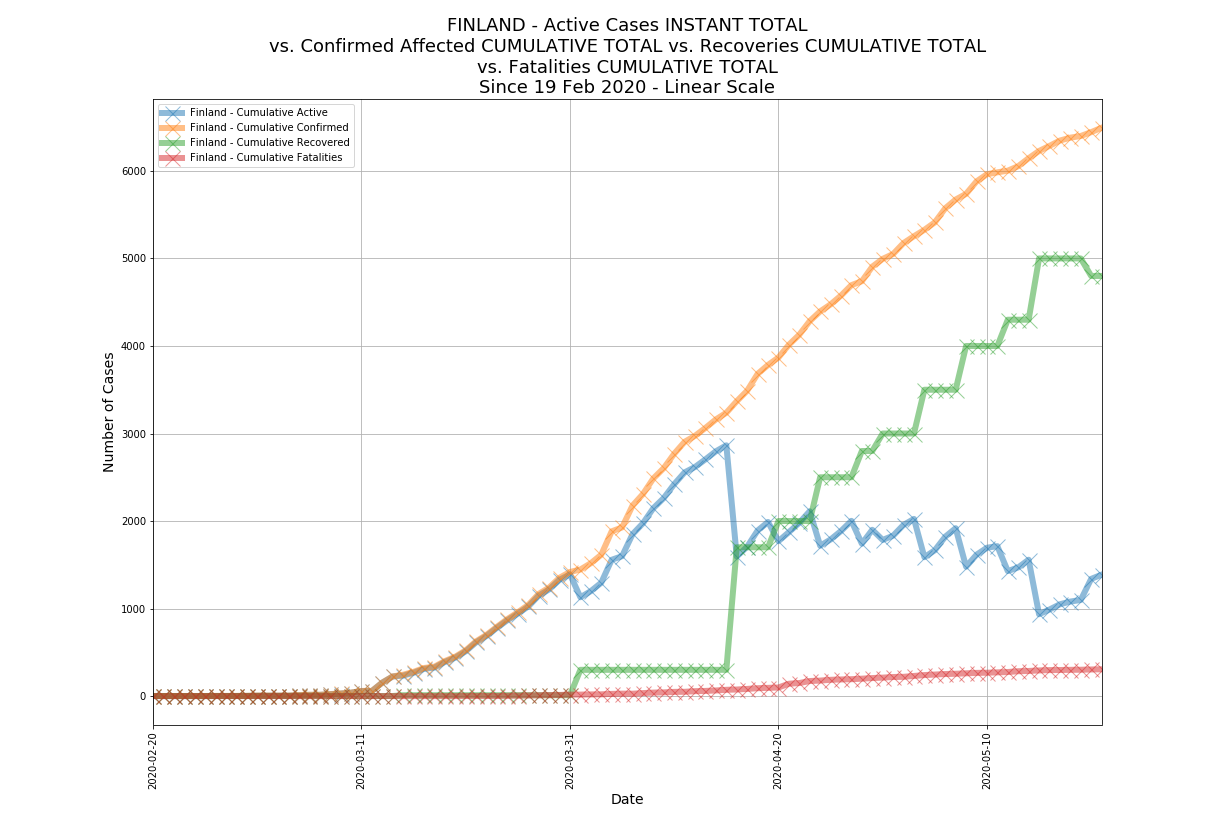 FINLAND - Active Cases INSTANT TOTAL
vs. Confirmed Affected CUMULATIVE TOTAL vs. Recoveries CUMULATIVE TOTAL
vs. Fatalities CUMULATIVE TOTAL
Since 19 Feb 2020 - Linear Scale
Finland - Cumulative Active
Finland - Cumulative Confirmed
Finland - Cumulative Recovered
Finland - Cumulative Fatalities
Number of Cases
6000
5000
4000
3000
2000
1000
0
2020-02-20
2020-03-11
2020-03-31
2020-04-20
2020-05-10
Date